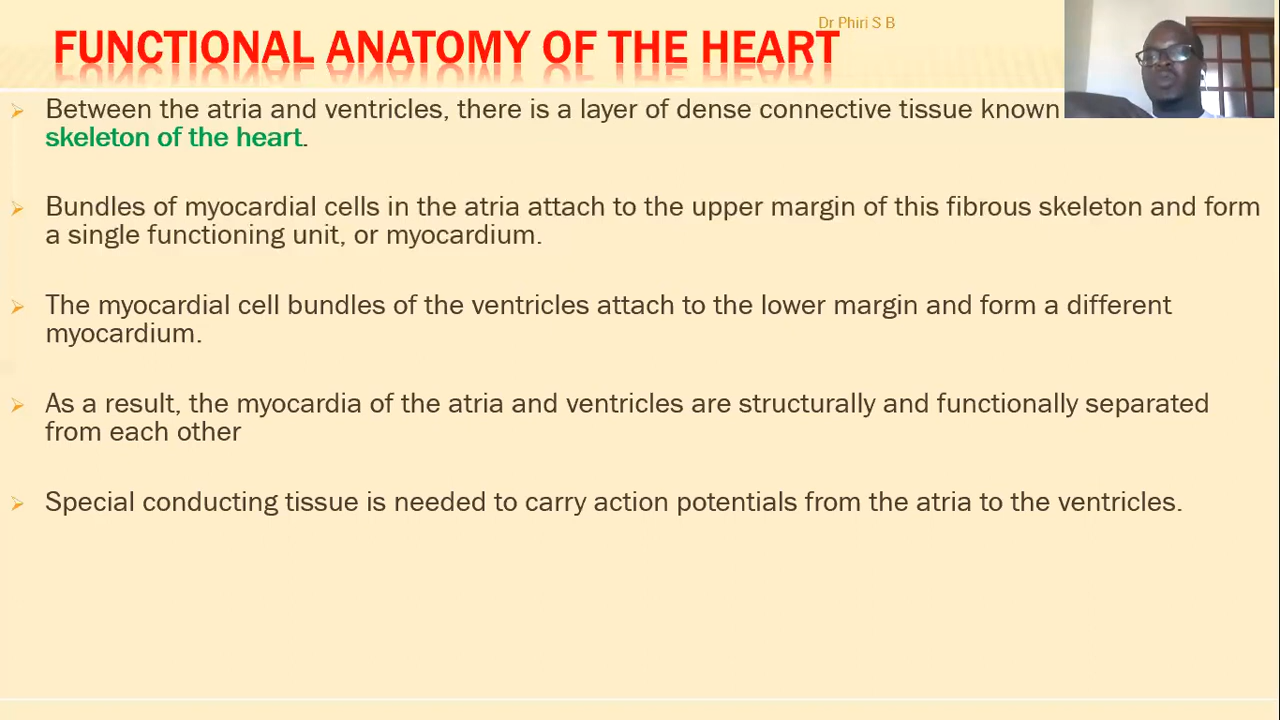 Dr Phiri S B
FUNCTIONAL ANATOMY OF THE HEART
Between the atria and ventricles, there is a layer of dense connective tissue known
skeleton of the heart.
Bundles of myocardial cells in the atria attach to the upper margin of this fibrous skeleton and form
a single functioning unit, or myocardium.
The myocardial cell bundles of the ventricles attach to the lower margin and form a different
myocardium.
As a result, the myocardia of the atria and ventricles are structurally and functionally separated
from each other
Special conducting tissue is needed to carry action potentials from the atria to the ventricles.